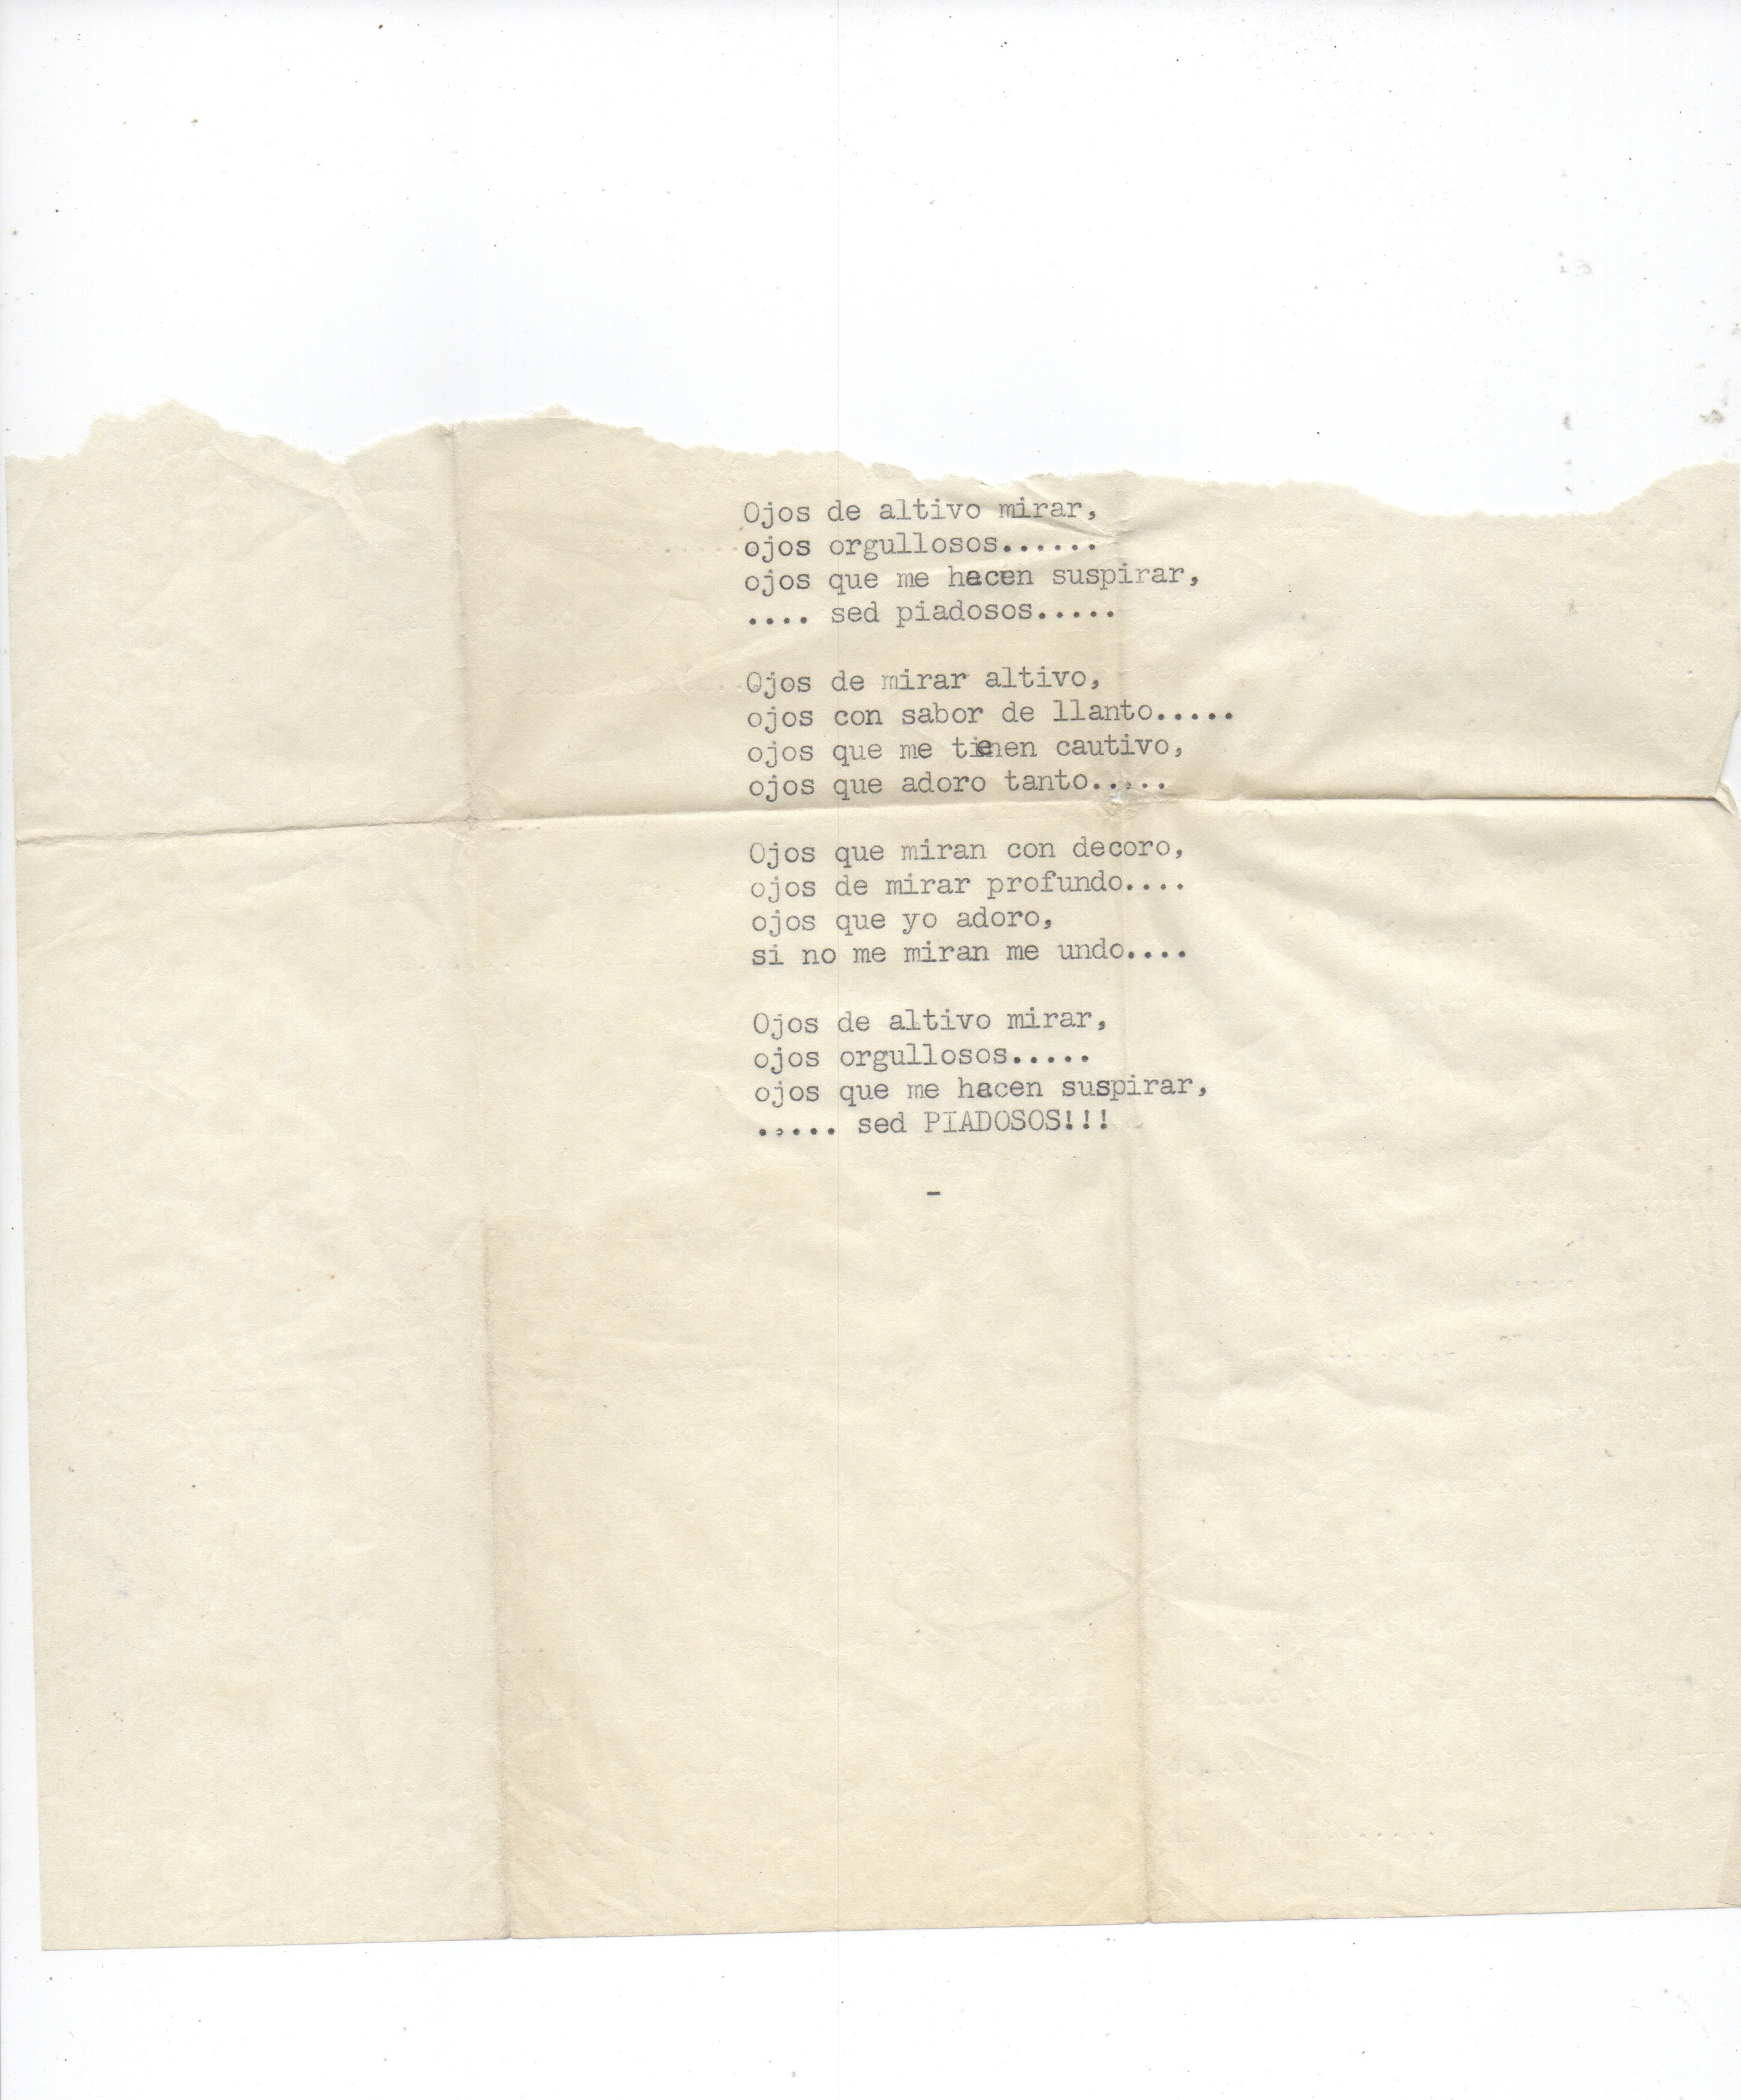 Ojos de altivo mirar,
ojos orgullosos......
ojos que me hacen suspirar,
.... sed piadosos.....
Ojos de mirar altivo,
ojos con sabor de llanto.....
ojos que me tienen cautivo,
ojos que adoro tanto.....
Ojos que miran con decoro,
ojos de mirar profundo....
ojos que yo adoro,
si no me miran me undo....
Ojos de altivo mirar,
ojos orgullosos.....
ojos que me hacen suspirar,
..... sed PIADOSOS!!!
-